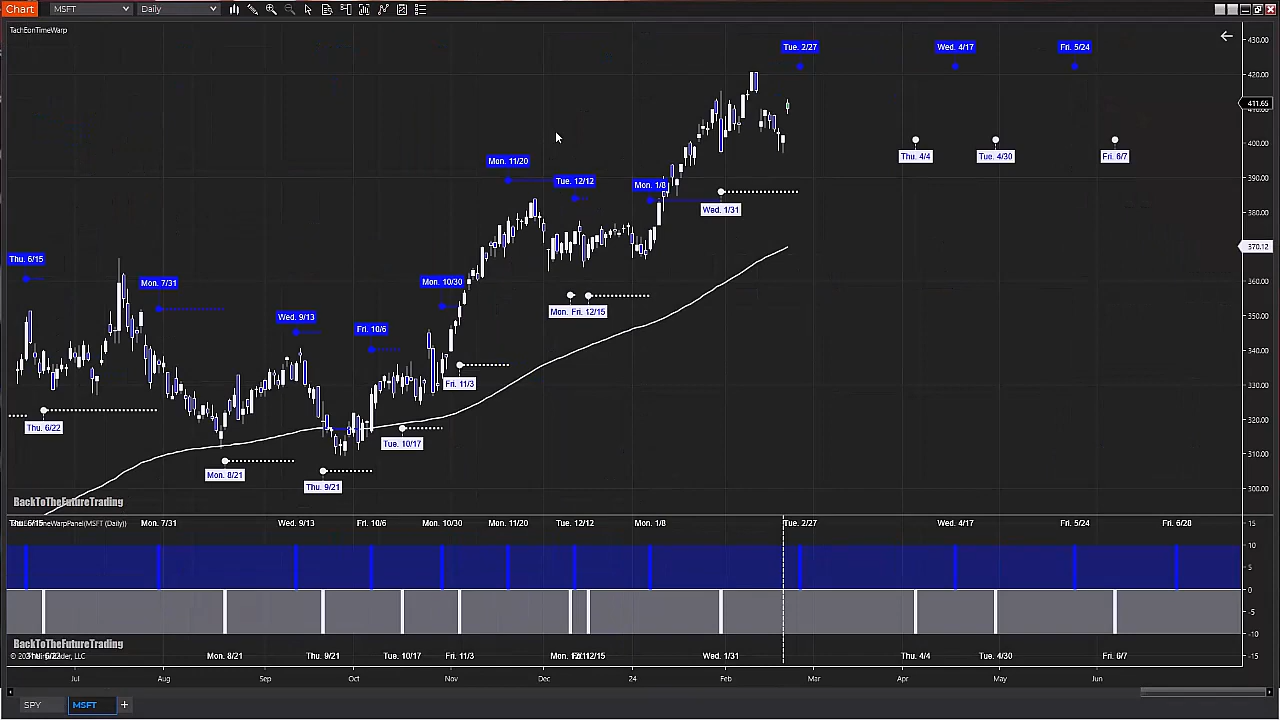 Chart MSFT Daily
TachEonTimeWarp
430.00
420.00
411.65
400.00
390.00
380.00
370.12
360.00
350.00
340.00
330.00
320.00
310.00
300.00
Tue. 2/27 Wed. 4/17 Fri. 5/24
Thu. 4/4 Tue. 4/30 Fri. 6/7
Mon. 11/20
Tue. 12/12
Mon. 1/8
Wed. 1/31
Thu. 6/15
Mon. 7/31
Mon. 10/30
Mon. Fri. 12/15
Wed. 9/13
Fri. 10/6
Fri. 11/3
Thu. 6/22
Tue. 10/17
Mon. 8/21
Thu. 9/21
BackToTheFutureTrading
TimeWarpPanel(MSFT (Daily))
Thu. 6/15 Mon. 7/31 Wed. 9/13 Fri. 10/6 Mon. 10/30 Mon. 11/20 Tue. 12/12 Mon. 1/8 Tue. 2/27 Wed. 4/17 Fri. 5/24 Fri. 6/28
15
10
5
0
-5
-10
-15
BackToTheFutureTrading
Mon. 8/21 Thu. 9/21 Tue. 10/17 Fri. 11/3 Mon. 12/15 Wed. 1/31 Thu. 4/4 Tue. 4/30 Fri. 6/7
Jul Aug Sep Oct Nov Dec 24 Feb Mar Apr May Jun
SPY MSFT +